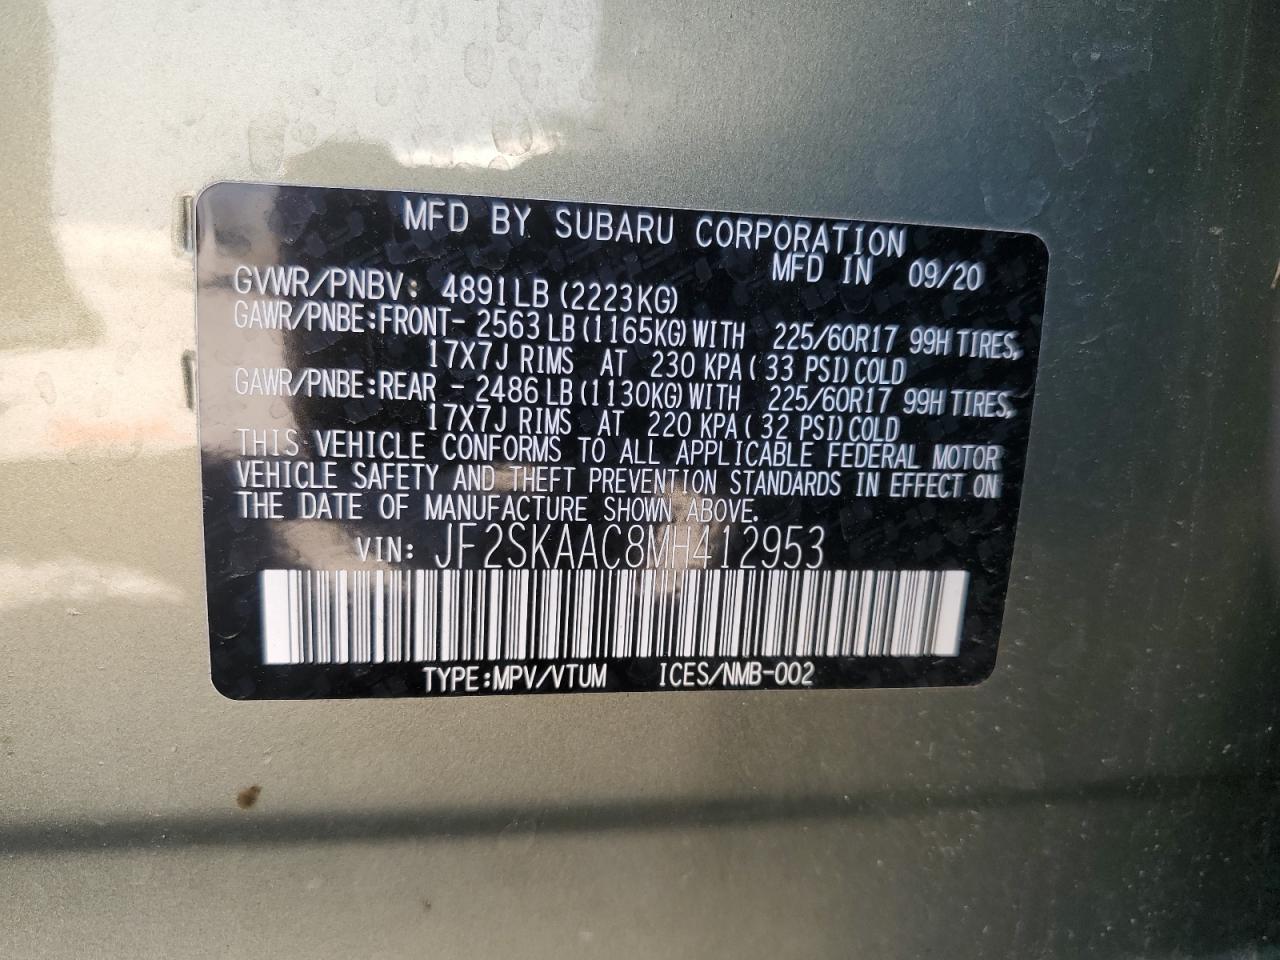 MFD BY SUBARU CORPORATION
MFD IN 09/20
GVWR/PNBV: 4891LB (2223KG)
GAWR/PNBE:FRONT- 2563 LB (1165KG) WITH 225/60R17 99H TIRES,
17X7J RIMS AT 230 KPA ( 33 PSI) COLD
GAWR/PNBE:REAR - 2486 LB (1130KG) WITH 225/60R17 99H TIRES,
17X7J RIMS AT 220 KPA ( 32 PSI) COLD
THIS VEHICLE CONFORMS TO ALL APPLICABLE FEDERAL MOTOR
VEHICLE SAFETY AND THEFT PREVENTION STANDARDS IN EFFECT ON
THE DATE OF MANUFACTURE SHOWN ABOVE.
VIN: JF2SKAAC8MH412953
TYPE:MPV/VTUM ICES/NMB-002